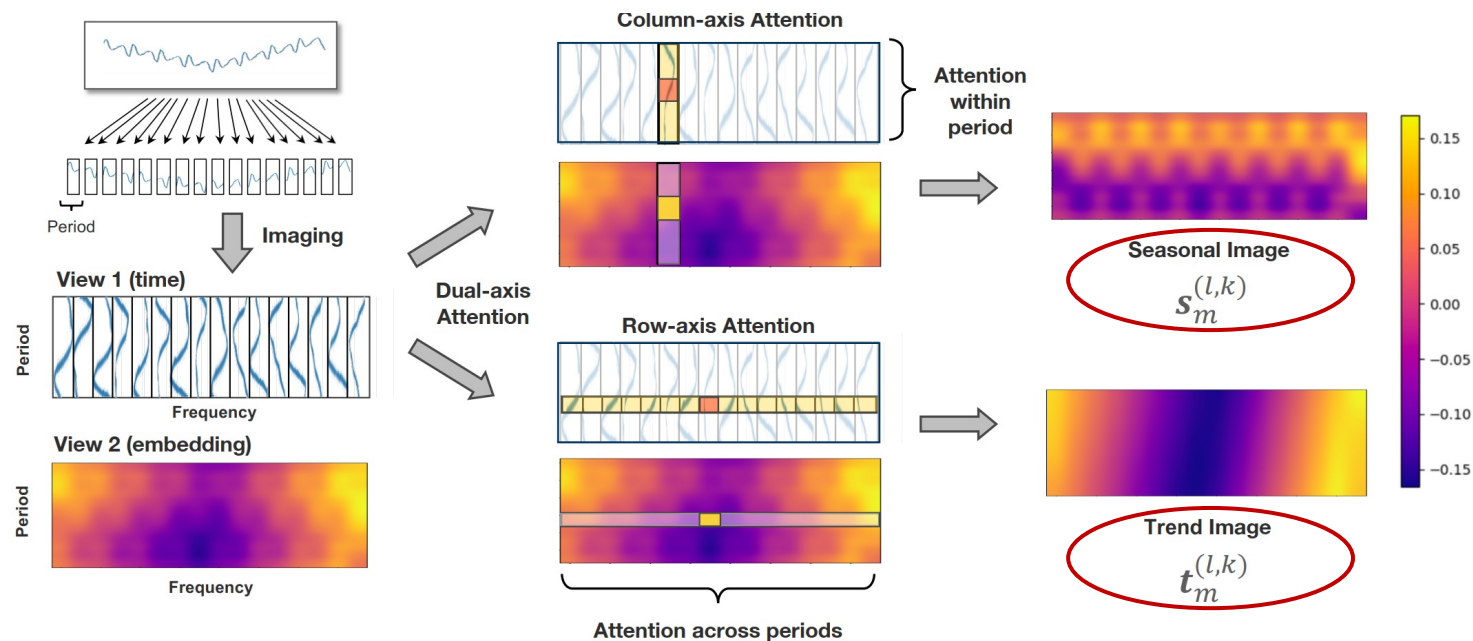 Period
Imaging
View 1 (time)
Period
Frequency
View 2 (embedding)
Period
Frequency
Dual-axis
Attention
Column-axis Attention
Attention
within
period
Row-axis Attention
Attention across periods
Seasonal Image
s_m^{(l,k)}
Trend Image
t_m^{(l,k)}
0.15
0.10
0.05
0.00
−0.05
−0.10
−0.15